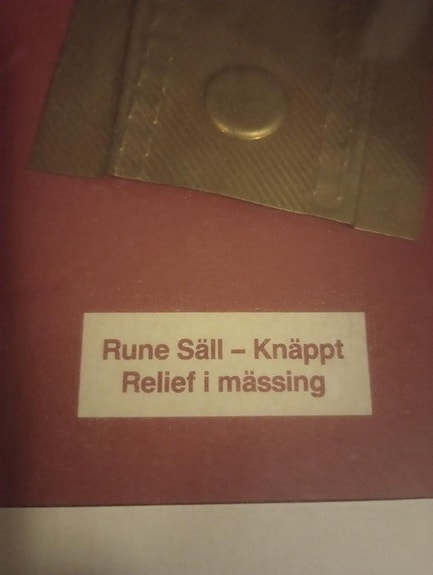 Rune Säll – Knäppt
Relief i mässing